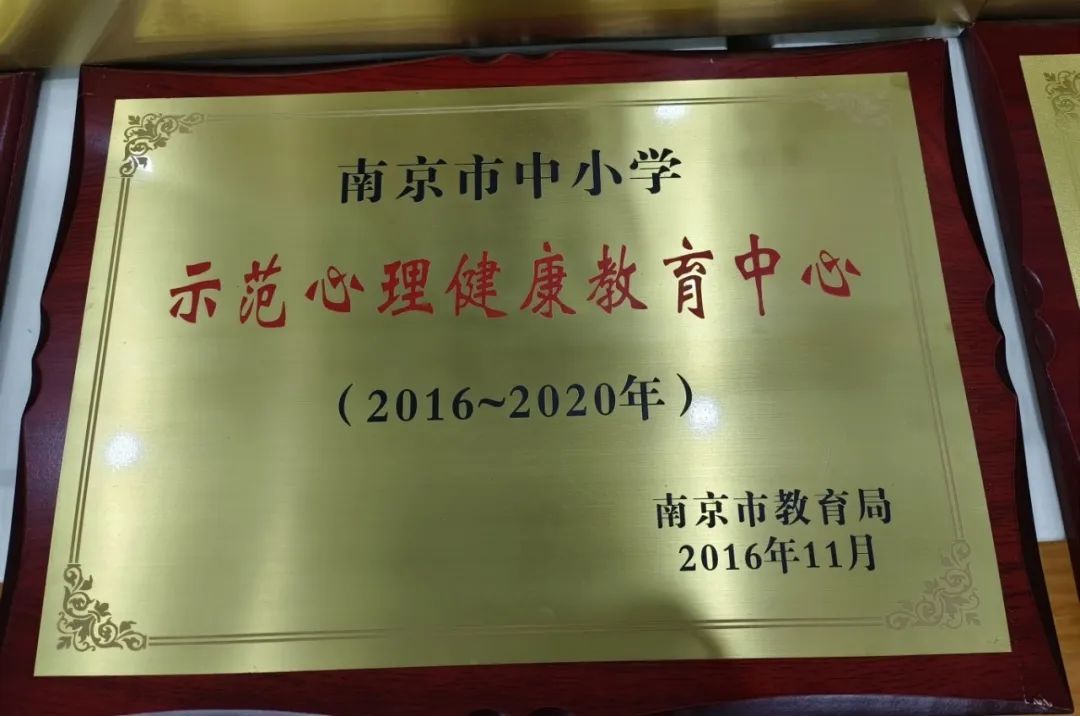 南京市中小学
示范心理健康教育中心
（2016~2020年）
南京市教育局
2016年11月